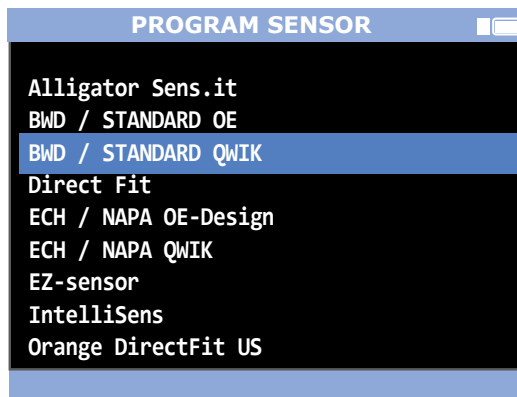 PROGRAM SENSOR
Alligator Sens.it
BWD / STANDARD OE
BWD / STANDARD QWIK
Direct Fit
ECH / NAPA OE-Design
ECH / NAPA QWIK
EZ-sensor
IntelliSens
Orange DirectFit US